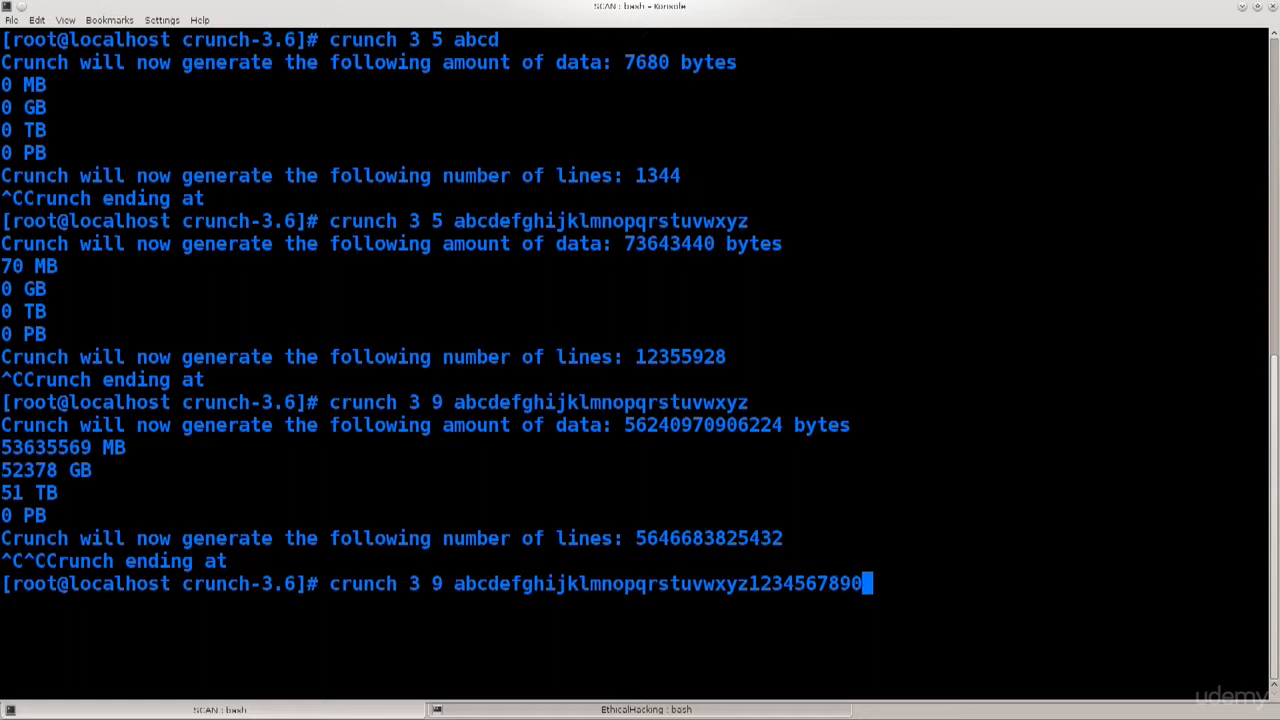 SCAN : bash – Konsole
File Edit View Bookmarks Settings Help
[root@localhost crunch-3.6]# crunch 3 5 abcd
Crunch will now generate the following amount of data: 7680 bytes
0 MB
0 GB
0 TB
0 PB
Crunch will now generate the following number of lines: 1344
^CCrunch ending at
[root@localhost crunch-3.6]# crunch 3 5 abcdefghijklmnopqrstuvwxyz
Crunch will now generate the following amount of data: 73643440 bytes
70 MB
0 GB
0 TB
0 PB
Crunch will now generate the following number of lines: 12355928
^CCrunch ending at
[root@localhost crunch-3.6]# crunch 3 9 abcdefghijklmnopqrstuvwxyz
Crunch will now generate the following amount of data: 56240970906224 bytes
53635569 MB
52378 GB
51 TB
0 PB
Crunch will now generate the following number of lines: 5646683825432
^C^CCrunch ending at
[root@localhost crunch-3.6]# crunch 3 9 abcdefghijklmnopqrstuvwxyz1234567890
udemy
SCAN : bash EthicalHacking : bash